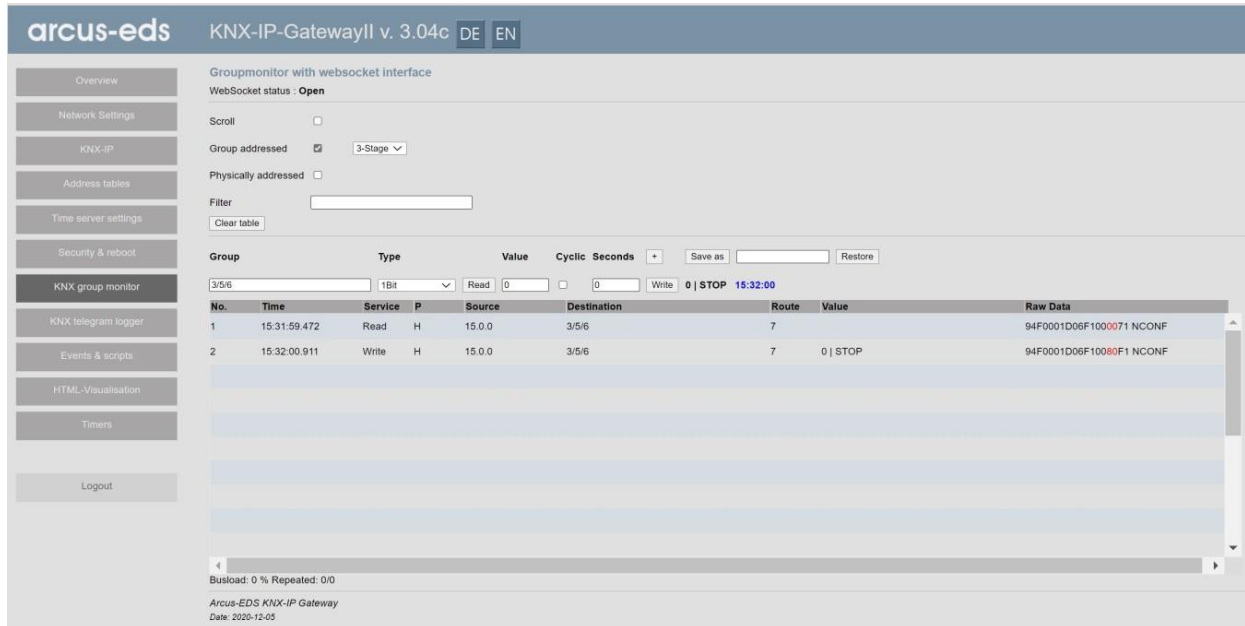 arcus-eds KNX-IP-GatewayII v. 3.04c DE EN
Overview
Network Settings
KNX-IP
Address tables
Time server settings
Security & reboot
KNX group monitor
KNX telegram logger
Events & scripts
HTML-Visualisation
Timers
Logout
Groupmonitor with websocket interface
WebSocket status : Open
Scroll
Group addressed 3-Stage
Physically addressed
Filter
Clear table
Group Type Value Cyclic Seconds + Save as Restore
3/5/6 1Bit Read 0 0 Write 0 | STOP 15:32:00
No. Time Service P Source Destination Route Value Raw Data
1 15:31:59.472 Read H 15.0.0 3/5/6 7 94F0001D06F1000071 NCONF
2 15:32:00.911 Write H 15.0.0 3/5/6 7 0 | STOP 94F0001D06F10080F1 NCONF
Busload: 0 % Repeated: 0/0
Arcus-EDS KNX-IP Gateway
Date: 2020-12-05